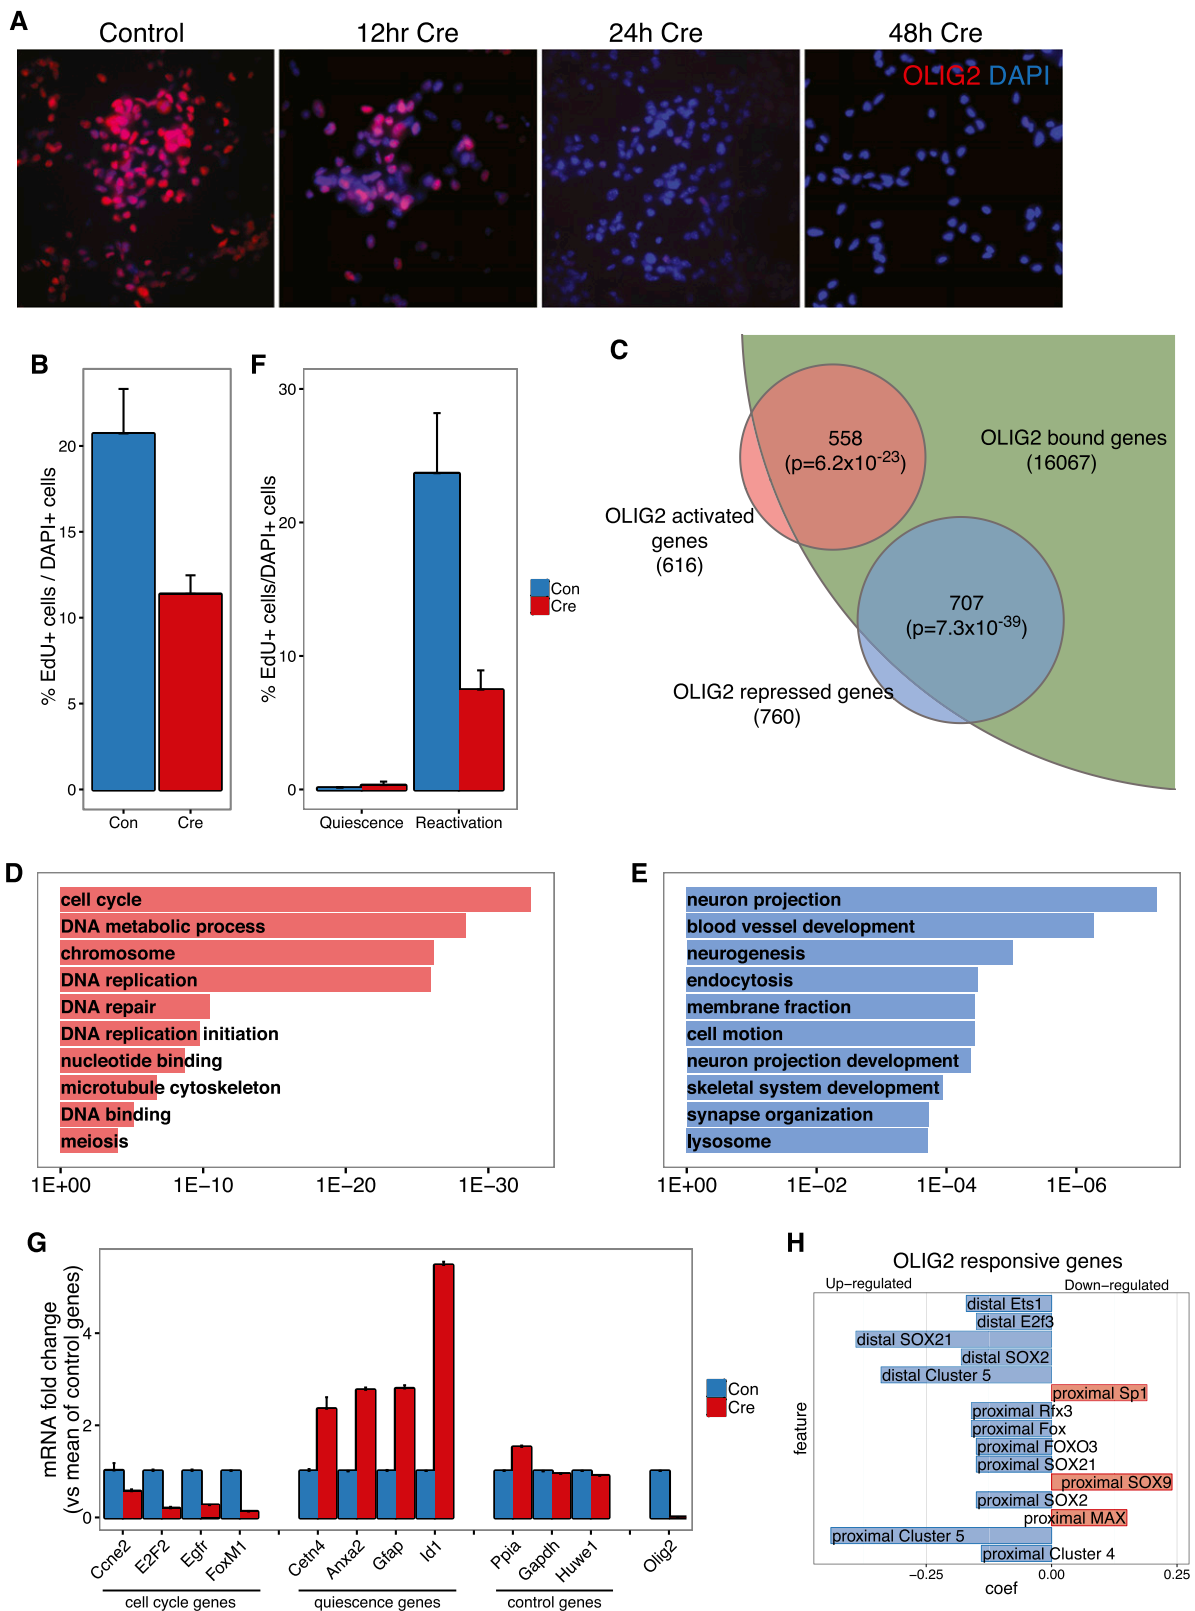 A
Control
12hr Cre
24h Cre
48h Cre
OLIG2 DAPI
B
% EdU+ cells / DAPI+ cells
20
15
10
5
0
Con
Cre
F
% EdU+ cells/DAPI+ cells
30
20
10
0
Quiescence
Reactivation
Con
Cre
C
558
(p=6.2x10⁻²³)
OLIG2 bound genes
(16067)
OLIG2 activated
genes
(616)
707
(p=7.3x10⁻³⁹)
OLIG2 repressed genes
(760)
D
cell cycle
DNA metabolic process
chromosome
DNA replication
DNA repair
DNA replication initiation
nucleotide binding
microtubule cytoskeleton
DNA binding
meiosis
1E+00
1E−10
1E−20
1E−30
E
neuron projection
blood vessel development
neurogenesis
endocytosis
membrane fraction
cell motion
neuron projection development
skeletal system development
synapse organization
lysosome
1E+00
1E−02
1E−04
1E−06
G
mRNA fold change
(vs mean of control genes)
4
2
0
Ccne2
E2F2
Egfr
FoxM1
Cetn4
Anxa2
Gfap
Id1
Ppia
Gapdh
Huwe1
Olig2
cell cycle genes
quiescence genes
control genes
Con
Cre
H
OLIG2 responsive genes
Up−regulated
Down−regulated
feature
distal Ets1
distal E2f3
distal SOX21
distal SOX2
distal Cluster 5
proximal Sp1
proximal Rfx3
proximal Fox
proximal FOXO3
proximal SOX21
proximal SOX9
proximal SOX2
proximal MAX
proximal Cluster 5
proximal Cluster 4
−0.25
0.00
0.25
coef